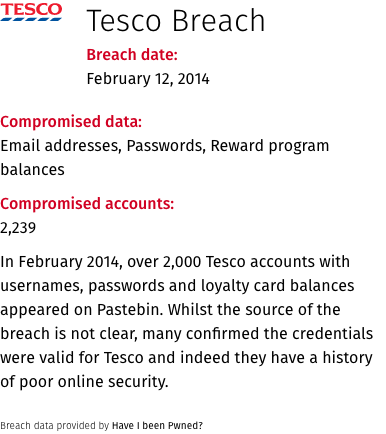 TESCO
Tesco Breach
Breach date:
February 12, 2014
Compromised data:
Email addresses, Passwords, Reward program
balances
Compromised accounts:
2,239
In February 2014, over 2,000 Tesco accounts with
usernames, passwords and loyalty card balances
appeared on Pastebin. Whilst the source of the
breach is not clear, many confirmed the credentials
were valid for Tesco and indeed they have a history
of poor online security.
Breach data provided by Have I been Pwned?